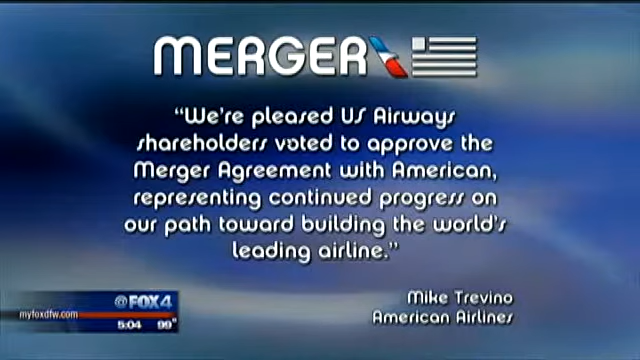 MERGER
"We're pleased US Airways
shareholders voted to approve the
Merger Agreement with American,
representing continued progress on
our path toward building the world's
leading airline."
Mike Trevino
American Airlines
@FOX4
myfoxdfw.com
5:04 99°